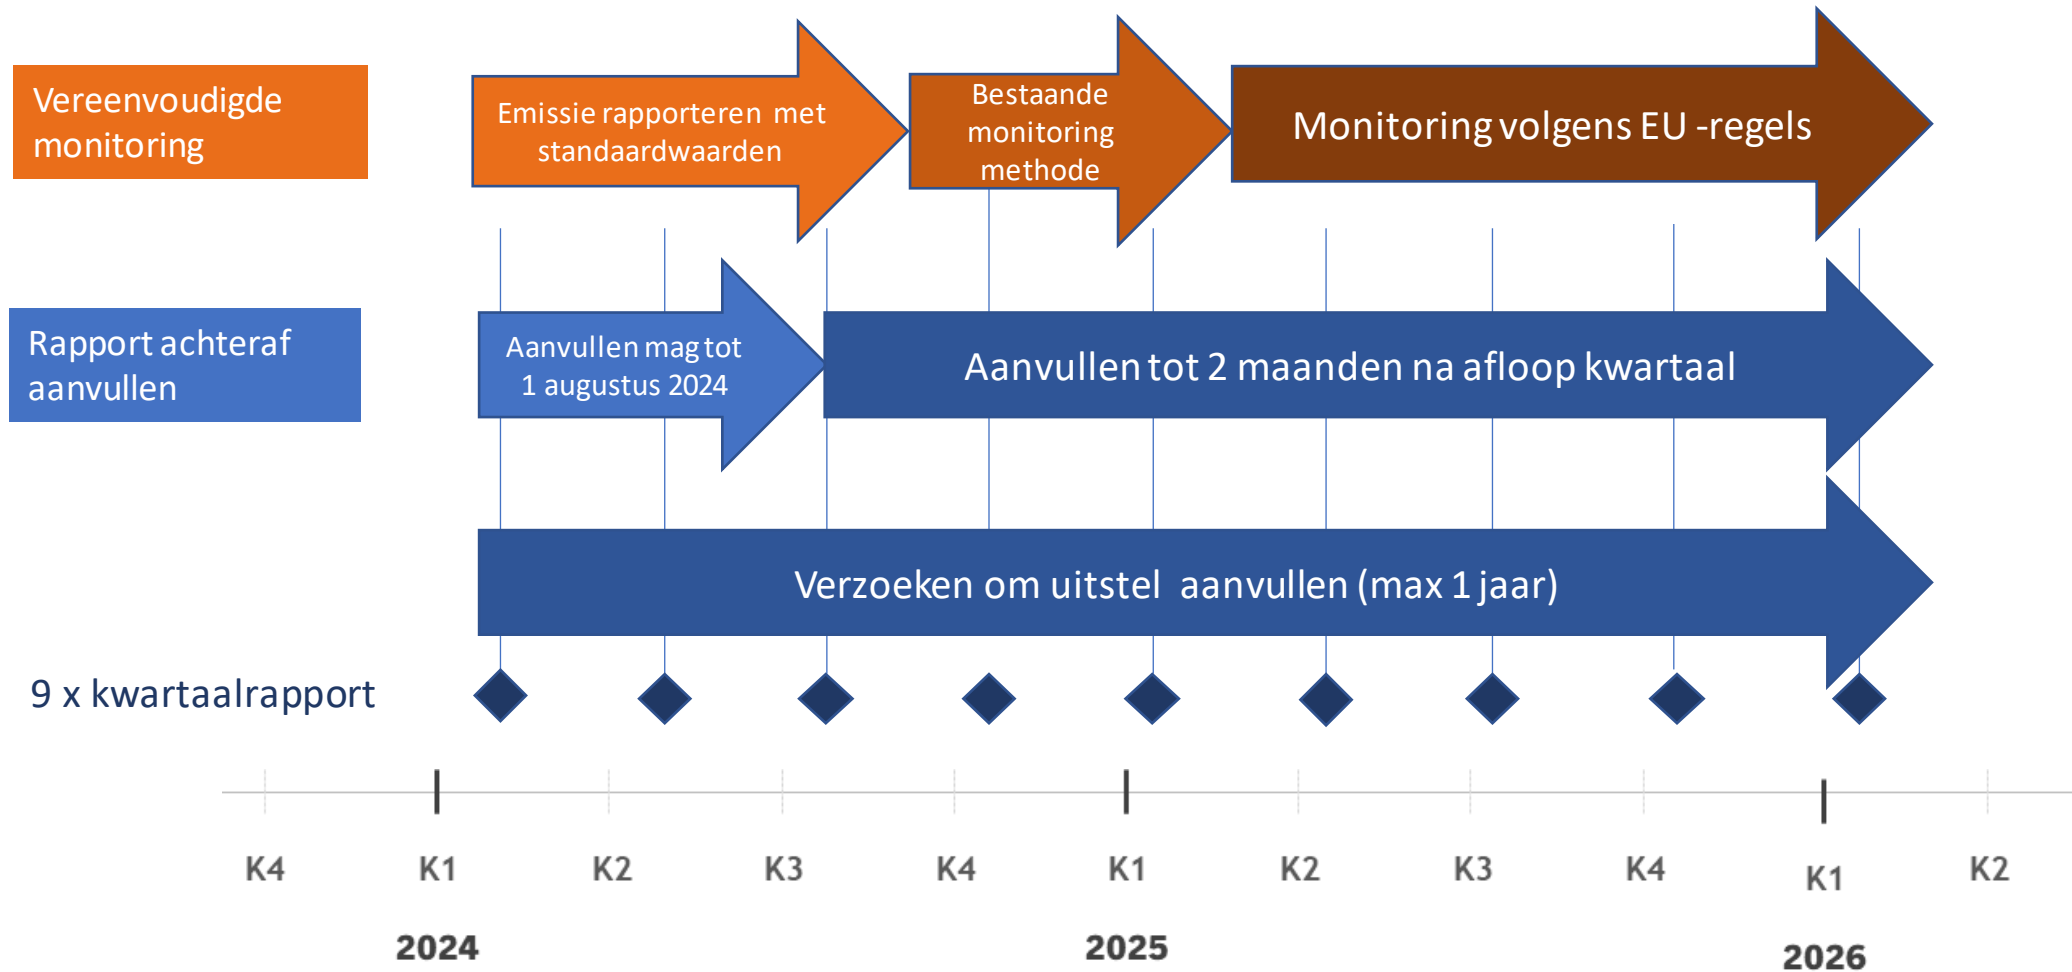 Vereenvoudigde
monitoring
Emissie rapporteren met
standaardwaarden
Bestaande
monitoring
methode
Monitoring volgens EU -regels
Rapport achteraf
aanvullen
Aanvullen mag tot
1 augustus 2024
Aanvullen tot 2 maanden na afloop kwartaal
Verzoeken om uitstel aanvullen (max 1 jaar)
9 x kwartaalrapport
K4 K1 K2 K3 K4 K1 K2 K3 K4 K1 K2
2024 2025 2026